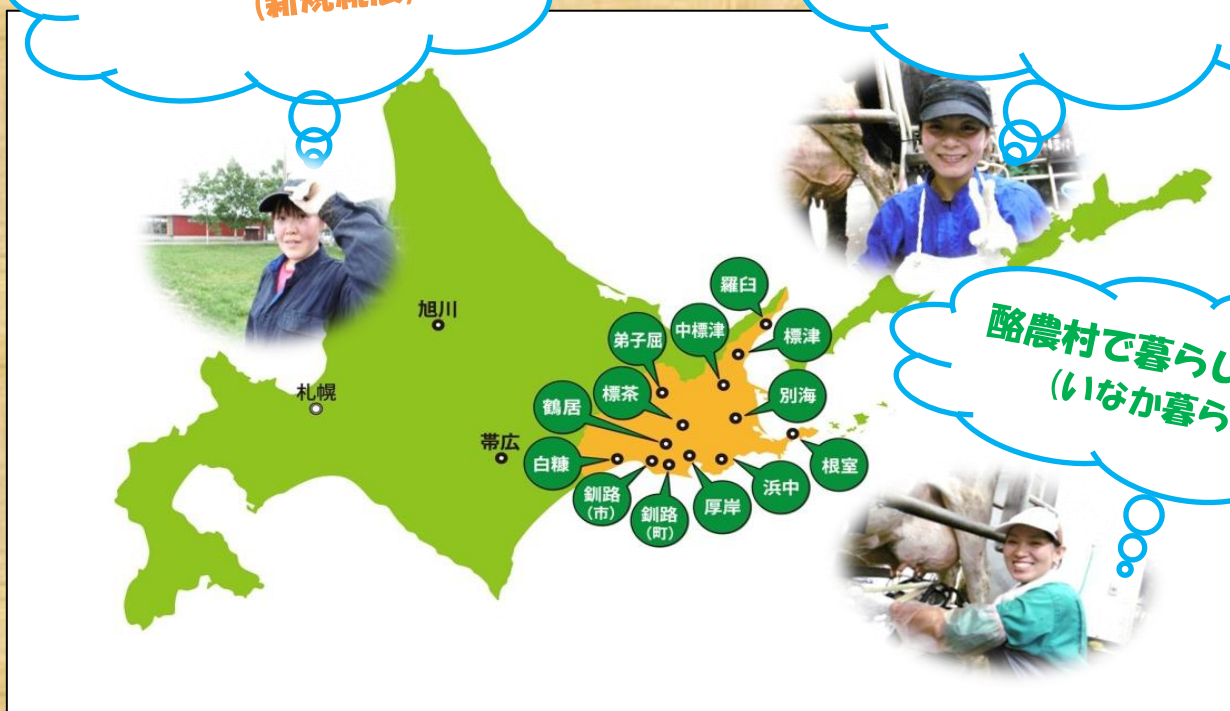 羅臼
旭川
弟子屈
中標津
標津
札幌
標茶
別海
鶴居
帯広
白糠
根室
釧路
(市)
釧路
(町)
厚岸
浜中
酪農村で暮らし
(いなか暮ら